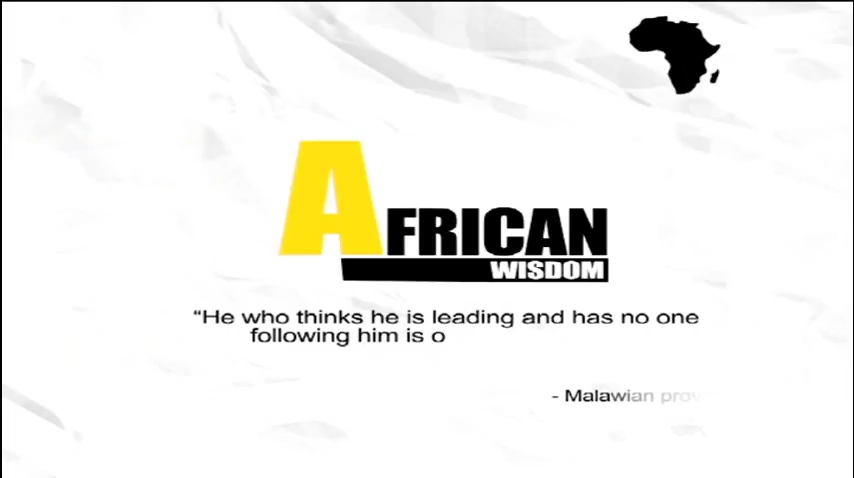 AFRICAN
WISDOM
“He who thinks he is leading and has no one
following him is o
- Malawian prov